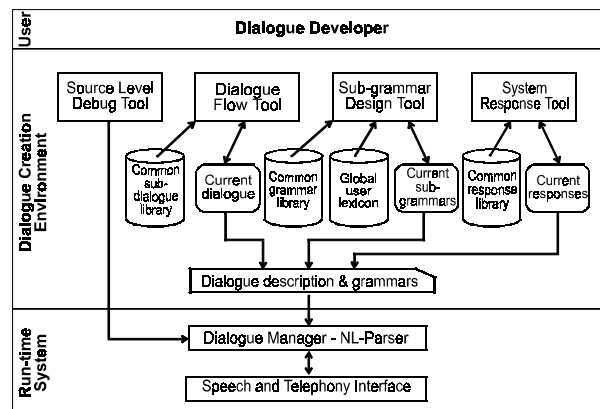 User
Dialogue Developer
Dialogue Creation
Environment
Source Level
Debug Tool
Dialogue
Flow Tool
Sub-grammar
Design Tool
System
Response Tool
Common
sub-
dialogue
library
Current
dialogue
Common
grammar
library
Global
user
lexicon
Current
sub-
grammars
Common
response
library
Current
responses
Dialogue description & grammars
Run-time
System
Dialogue Manager - NL-Parser
Speech and Telephony Interface